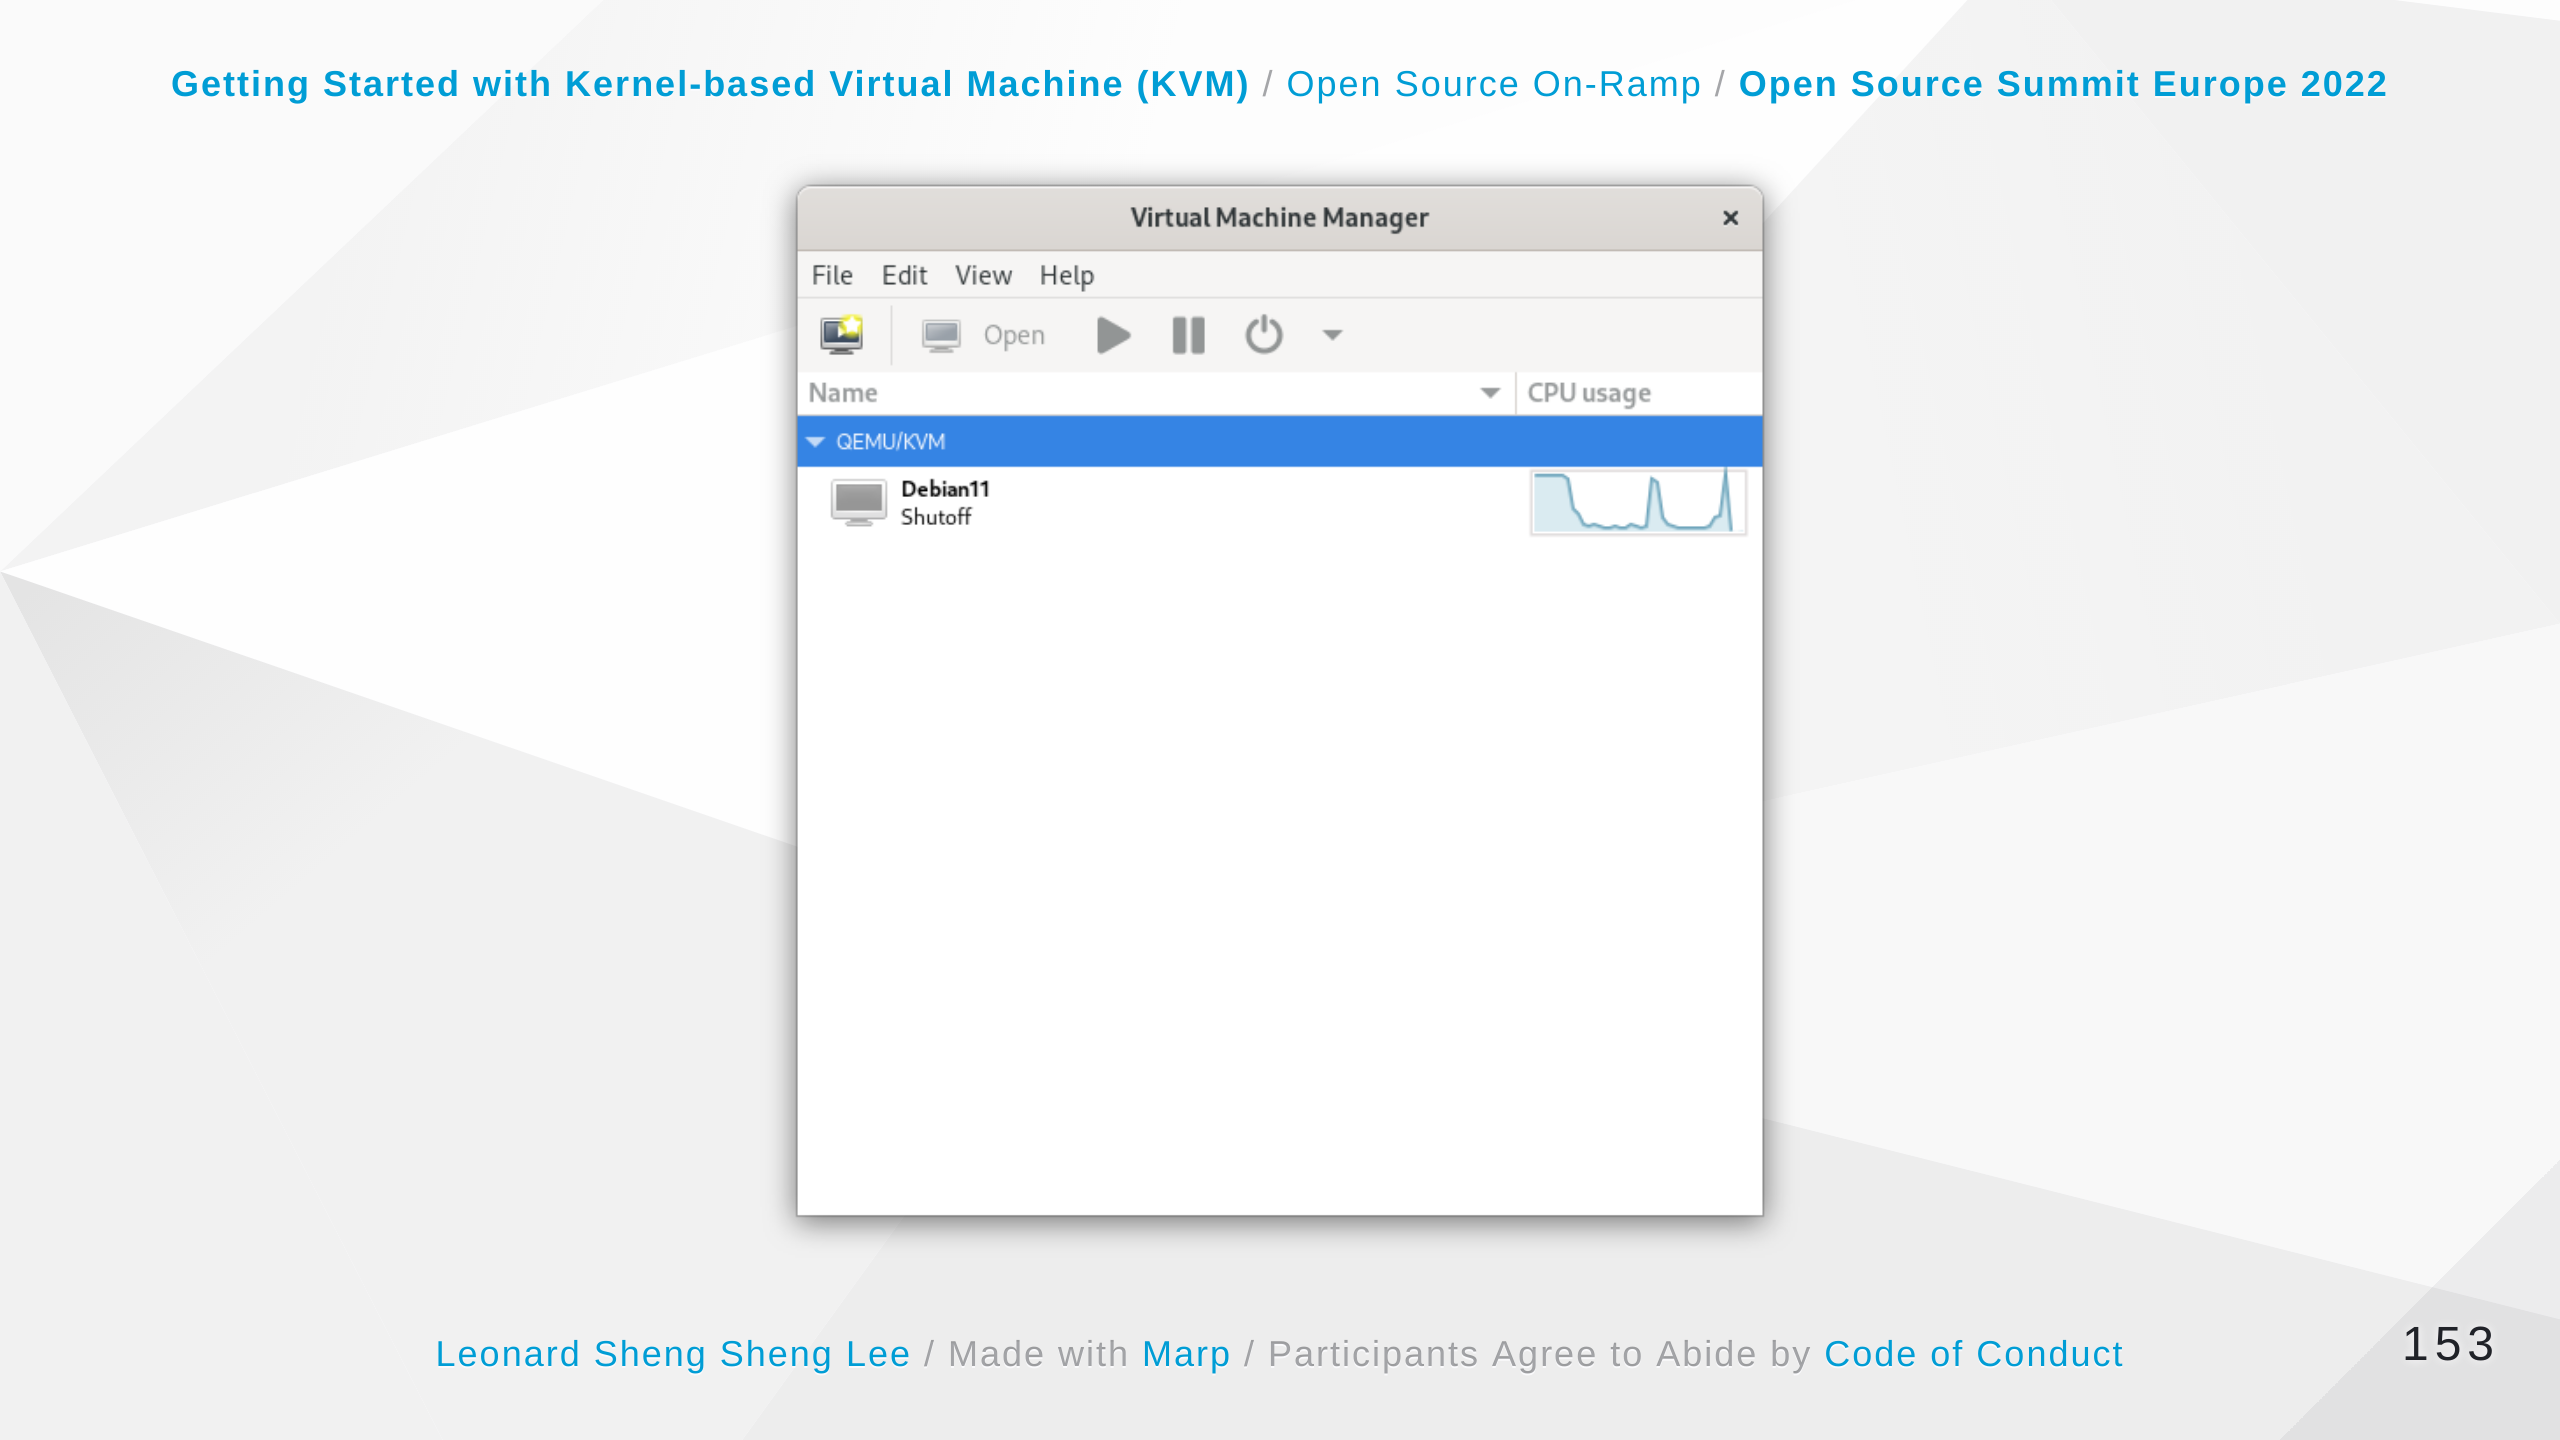 Getting Started with Kernel-based Virtual Machine (KVM) / Open Source On-Ramp / Open Source Summit Europe 2022
Virtual Machine Manager
File Edit View Help
Open
Name CPU usage
QEMU/KVM
Debian11
Shutoff
Leonard Sheng Sheng Lee / Made with Marp / Participants Agree to Abide by Code of Conduct
153